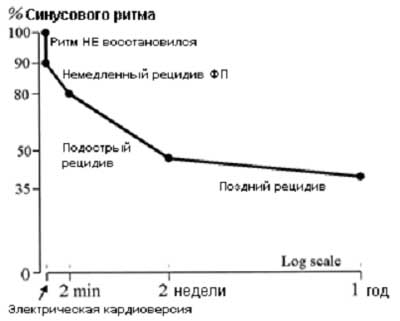 % Синусового ритма
100
Ритм НЕ восстановился
90
Немедленный рецидив ФП
80
50
Подострый
рецидив
35
Поздний рецидив
Log scale
0
2 min
2 недели
1 год
Электрическая кардиоверсия